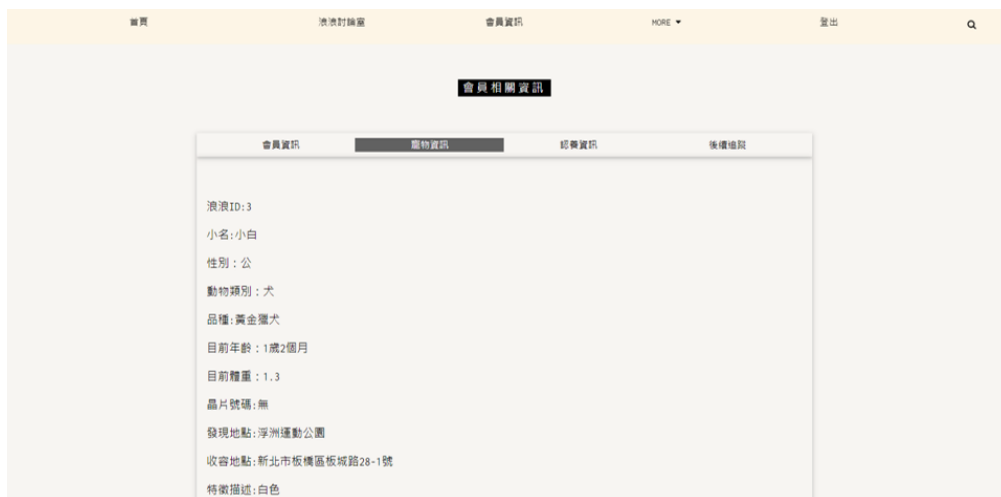 首頁 浪浪討論室 會員資訊 MORE 登出
會員相關資訊
會員資訊 寵物資訊 認養資訊 後續追蹤
浪浪ID:3
小名:小白
性別：公
動物類別：犬
品種:黃金獵犬
目前年齡：1歲2個月
目前體重：1.3
晶片號碼:無
發現地點:浮洲運動公園
收容地點:新北市板橋區板城路28-1號
特徵描述:白色